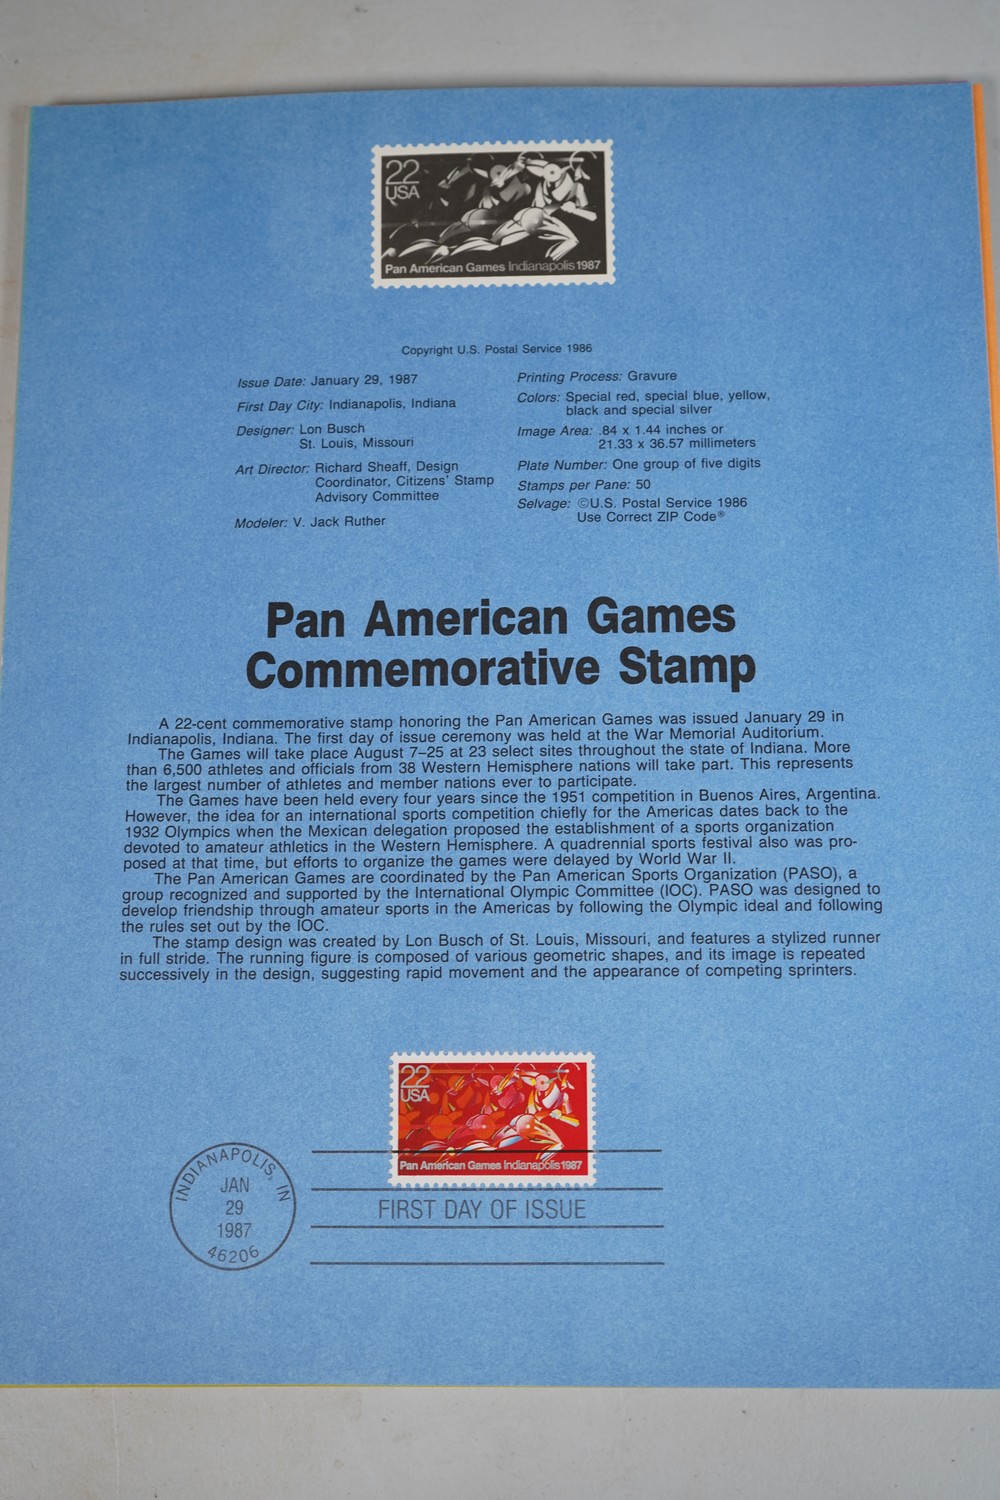 22
USA
Pan American Games Indianapolis 1987
Copyright U.S. Postal Service 1986
Issue Date: January 29, 1987
First Day City: Indianapolis, Indiana
Designer: Lon Busch
St. Louis, Missouri
Art Director: Richard Sheaff, Design
Coordinator, Citizens' Stamp
Advisory Committee
Modeler: V. Jack Ruther
Printing Process: Gravure
Colors: Special red, special blue, yellow,
black and special silver
Image Area: .84 x 1.44 inches or
21.33 x 36.57 millimeters
Plate Number: One group of five digits
Stamps per Pane: 50
Selvage: ©U.S. Postal Service 1986
Use Correct ZIP Code®
Pan American Games
Commemorative Stamp
A 22-cent commemorative stamp honoring the Pan American Games was issued January 29 in
Indianapolis, Indiana. The first day of issue ceremony was held at the War Memorial Auditorium.
The Games will take place August 7–25 at 23 select sites throughout the state of Indiana. More
than 6,500 athletes and officials from 38 Western Hemisphere nations will take part. This represents
the largest number of athletes and member nations ever to participate.
The Games have been held every four years since the 1951 competition in Buenos Aires, Argentina.
However, the idea for an international sports competition chiefly for the Americas dates back to the
1932 Olympics when the Mexican delegation proposed the establishment of a sports organization
devoted to amateur athletics in the Western Hemisphere. A quadrennial sports festival also was pro-
posed at that time, but efforts to organize the games were delayed by World War II.
The Pan American Games are coordinated by the Pan American Sports Organization (PASO), a
group recognized and supported by the International Olympic Committee (IOC). PASO was designed to
develop friendship through amateur sports in the Americas by following the Olympic ideal and following
the rules set out by the IOC.
The stamp design was created by Lon Busch of St. Louis, Missouri, and features a stylized runner
in full stride. The running figure is composed of various geometric shapes, and its image is repeated
successively in the design, suggesting rapid movement and the appearance of competing sprinters.
22
USA
Pan American Games Indianapolis 1987
INDIANAPOLIS, IN
JAN
29
1987
46206
FIRST DAY OF ISSUE